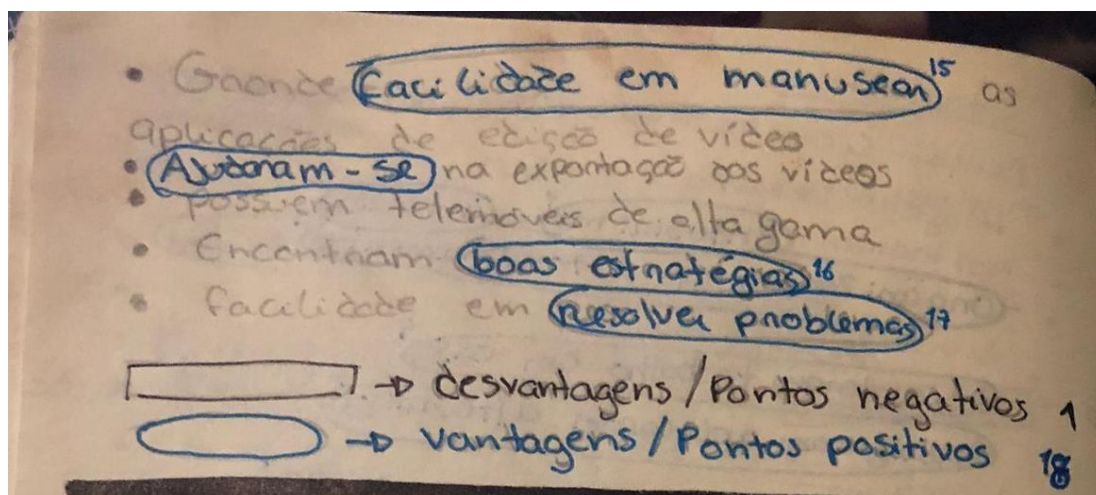 • Grande facilidade em manusear 15 as
aplicações de edição de vídeo
• Ajudaram-se na exportação dos vídeos
• Possuem telemóveis de alta gama
• Encontram boas estratégias 16
• facilidade em resolver problemas 17
→ desvantagens / Pontos negativos 1
→ vantagens / Pontos positivos 18